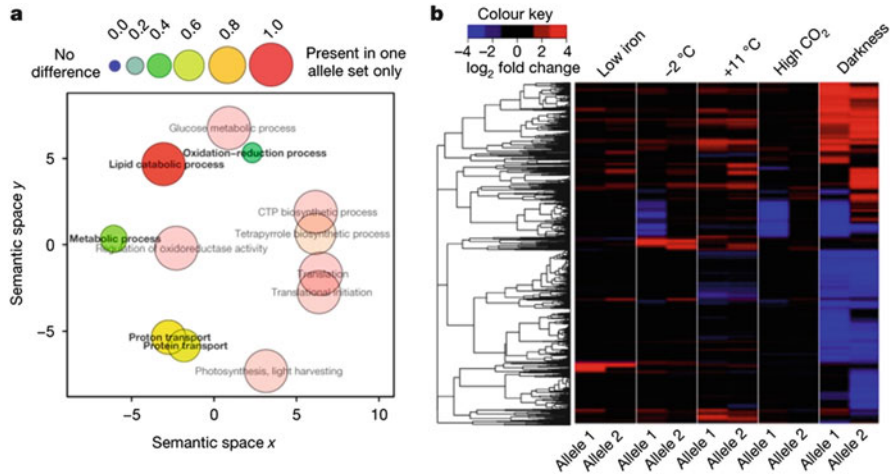 a
0.0 0.2 0.4 0.6 0.8 1.0
No difference
Present in one allele set only
Glucose metabolic process
Oxidation–reduction process
Lipid catabolic process
CTP biosynthetic process
Tetrapyrrole biosynthetic process
Metabolic process
Regulation of oxidoreductase activity
Translation
Translational initiation
Proton transport
Protein transport
Photosynthesis, light harvesting
5
0
−5
−5 0 5 10
Semantic space y
Semantic space x
b
Colour key
−4 −2 0 2 4
log2 fold change
Low iron
−2 °C
+11 °C
High CO2
Darkness
Allele 1
Allele 2
Allele 1
Allele 2
Allele 1
Allele 2
Allele 1
Allele 2
Allele 1
Allele 2